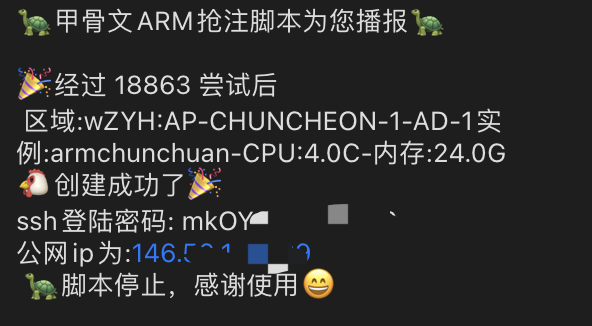 🐢甲骨文ARM抢注脚本为您播报🐢
🎉经过 18863 尝试后
区域:wZYH:AP-CHUNCHEON-1-AD-1实
例:armchunchuan-CPU:4.0C-内存:24.0G
🐔创建成功了🎉
ssh登陆密码: mkOY
公网ip为:146.
🐢脚本停止，感谢使用😄